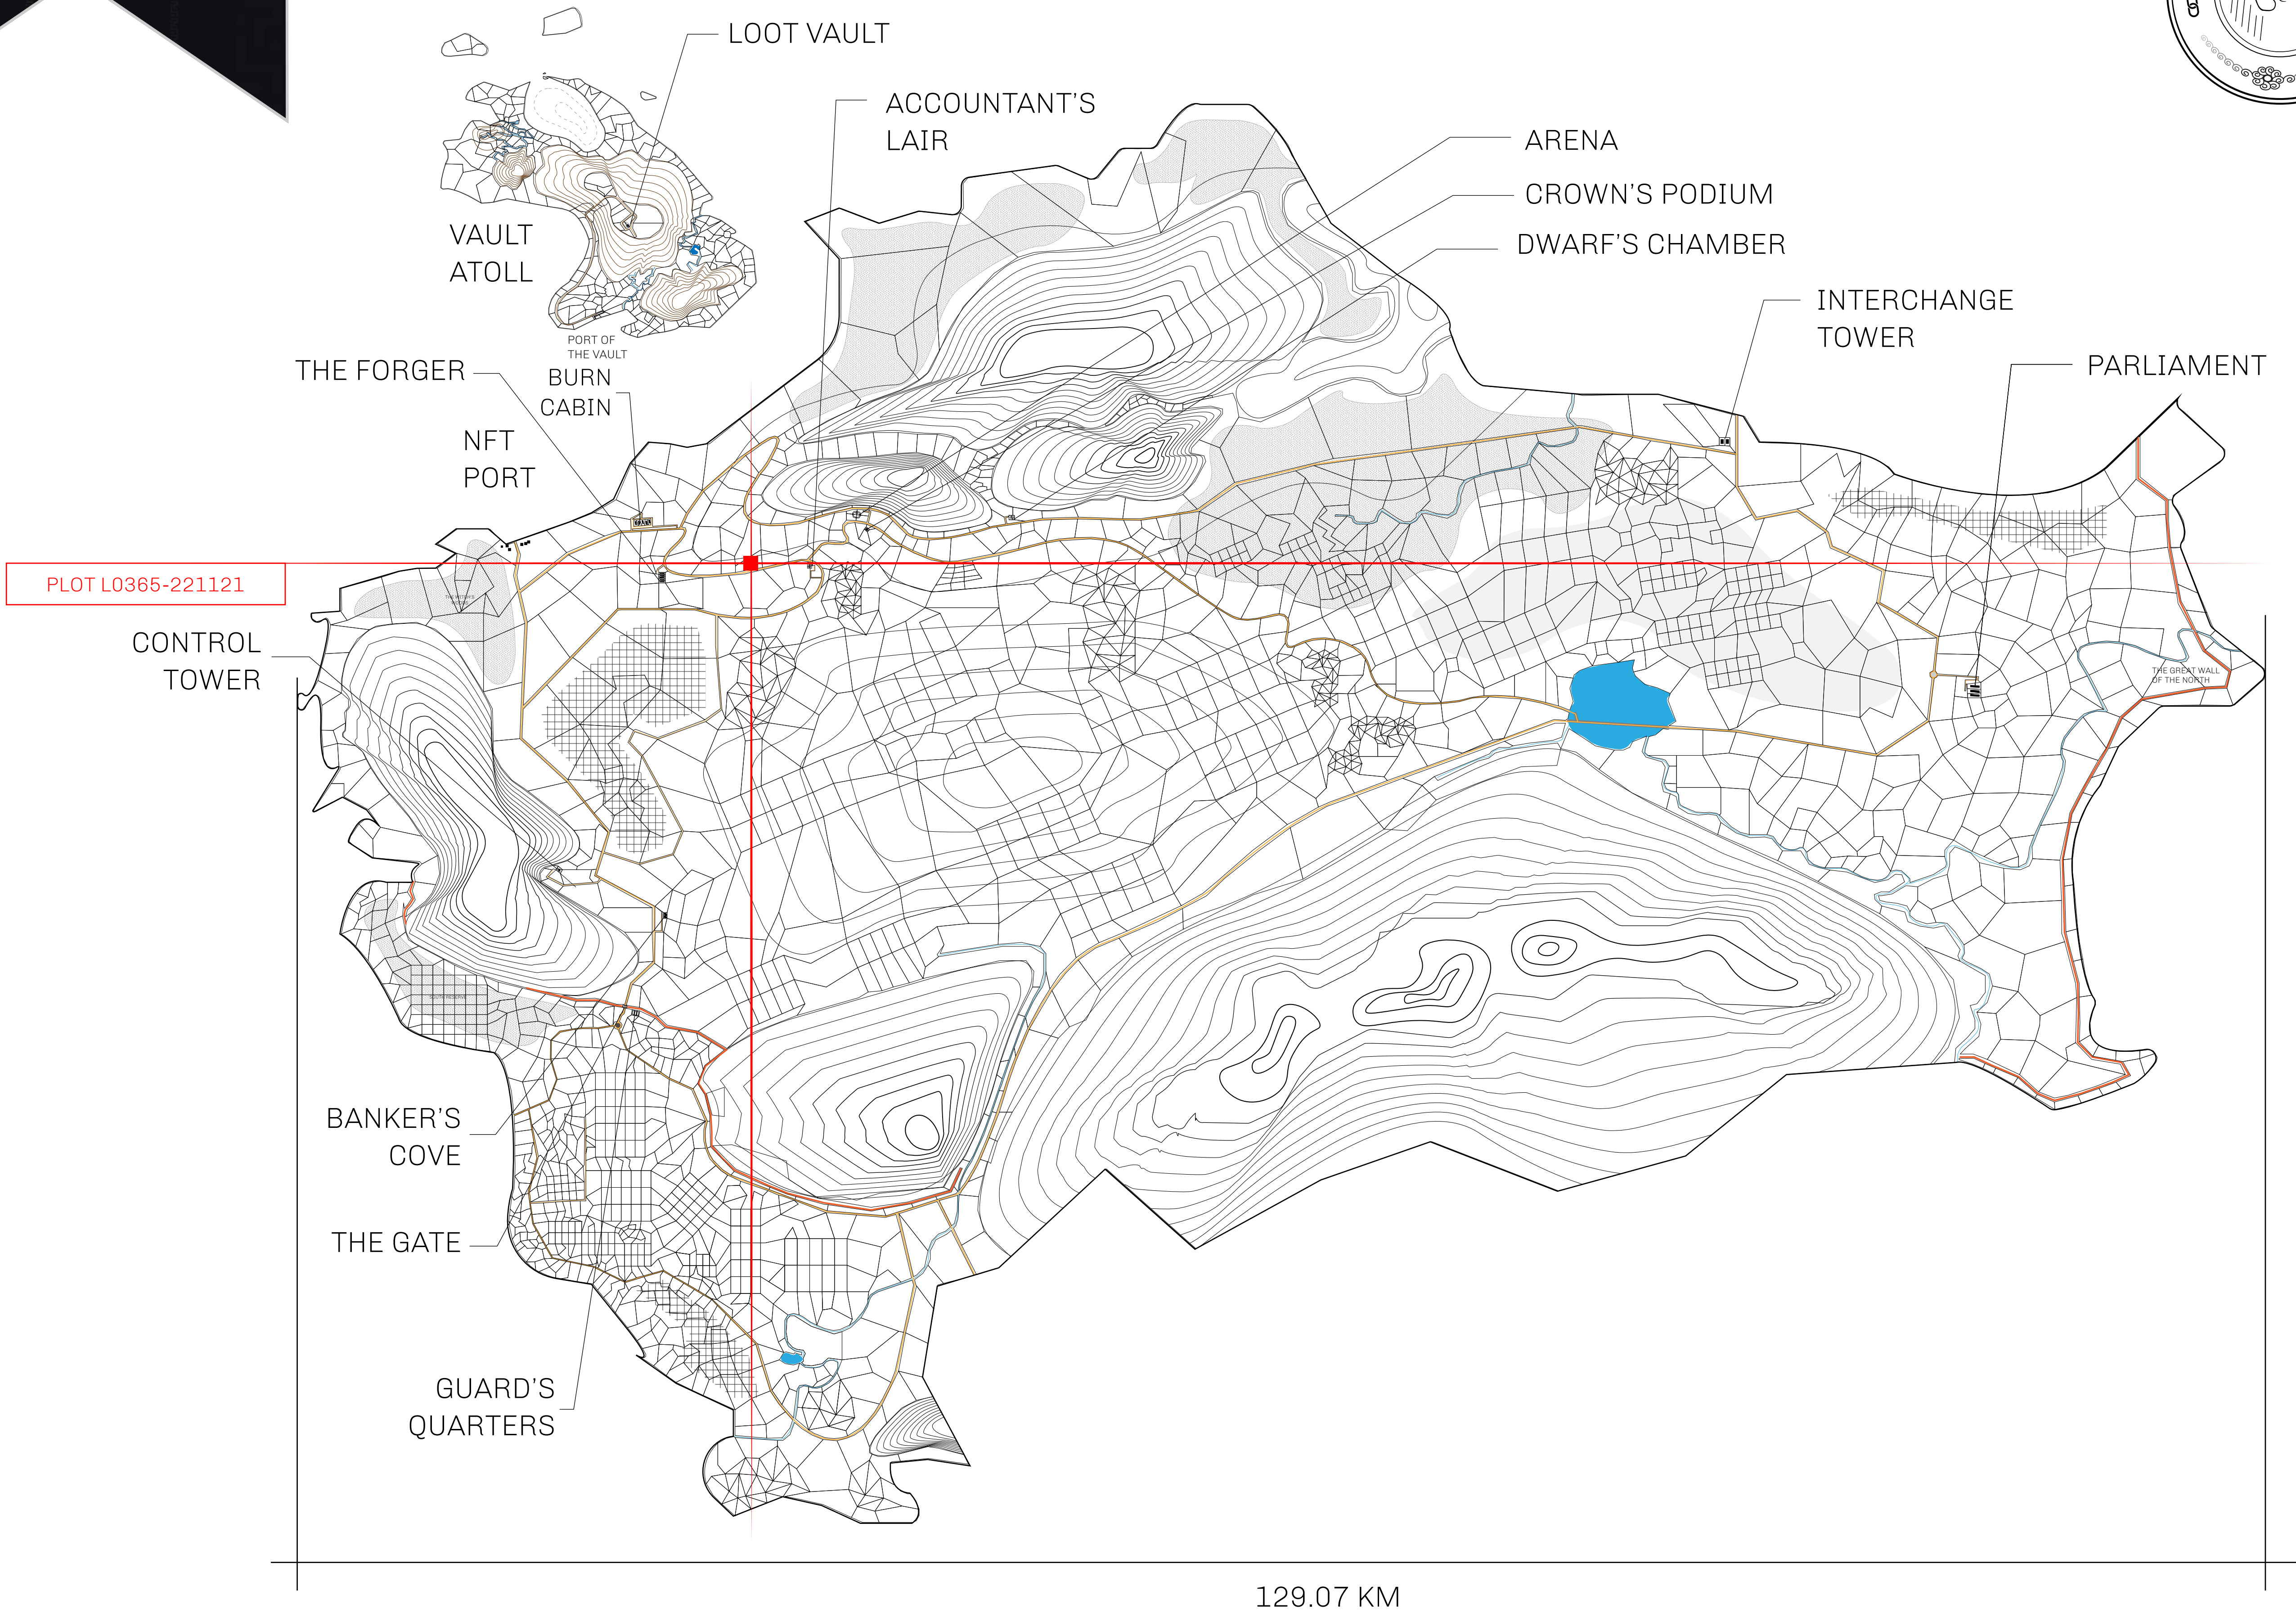 LOOT VAULT
ACCOUNTANT'S
LAIR
ARENA
CROWN'S PODIUM
DWARF'S CHAMBER
VAULT
ATOLL
INTERCHANGE
TOWER
PORT OF
THE VAULT
PARLIAMENT
THE FORGER
BURN
CABIN
NFT
PORT
PLOT L0365-221121
CONTROL
TOWER
THE GREAT WALL
OF THE NORTH
SOUTH RESERVE
BANKER'S
COVE
THE GATE
GUARD'S
QUARTERS
129.07 KM